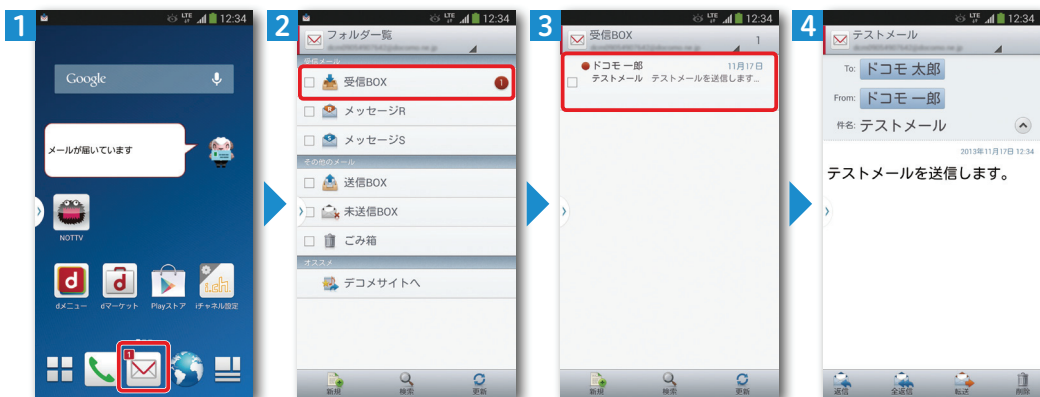 1
LTE
12:34
Google
メールが届いています
NOTTV
dメニュー
dマーケット
Playストア
iチャネル設定
1
2
LTE
12:34
フォルダ一覧
受信メール
受信BOX
1
メッセージR
メッセージS
その他のメール
送信BOX
未送信BOX
ごみ箱
オススメ
デコメサイトへ
新規
検索
更新
3
LTE
12:34
受信BOX
1
ドコモ 一郎
11月17日
テストメール テストメールを送信します...
新規
検索
更新
4
LTE
12:34
テストメール
To: ドコモ 太郎
From: ドコモ 一郎
件名: テストメール
2013年11月17日 12:34
テストメールを送信します。
返信
全返信
転送
削除